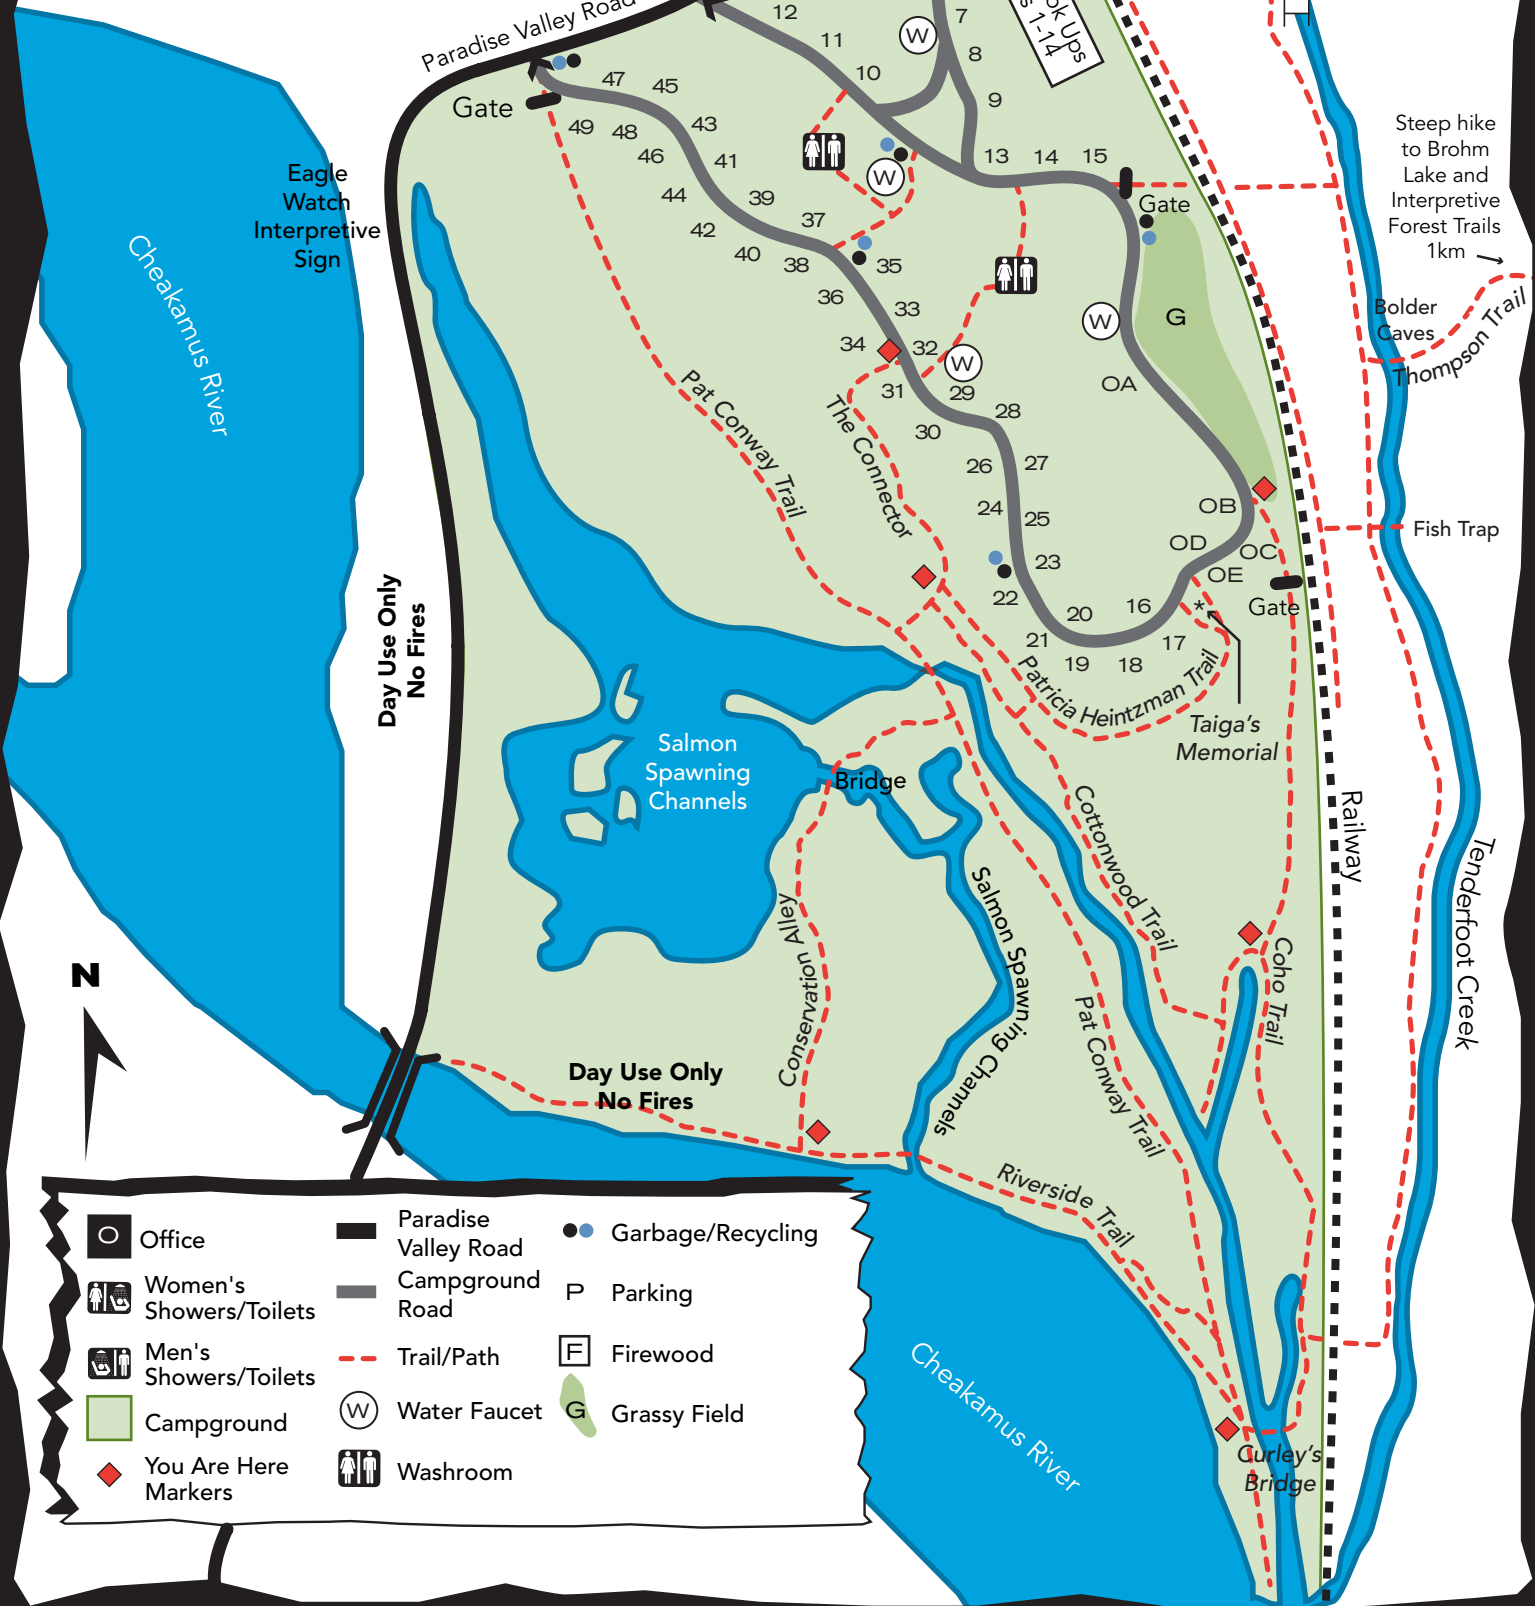 Paradise Valley Road
12
11
10
W
7
8
9
ok Ups
s 1-14
47
45
Gate
49
48
43
46
41
44
39
42
37
40
38
36
35
33
34
32
31
29
28
30
26
27
24
25
23
22
20
21
19
18
16
17
W
13
14
15
Gate
W
W
G
OA
OB
OD
OC
OE
*
Gate
Steep hike
to Brohm
Lake and
Interpretive
Forest Trails
1km
Bolder
Caves
Thompson Trail
Fish Trap
Eagle
Watch
Interpretive
Sign
Cheakamus River
Pat Conway Trail
The Connector
Day Use Only
No Fires
Patricia Heintzman Trail
Taiga's
Memorial
Salmon
Spawning
Channels
Bridge
Cottonwood Trail
Railway
Tenderfoot Creek
Salmon Spawning Channels
Conservation Alley
Coho Trail
Pat Conway Trail
N
Day Use Only
No Fires
Riverside Trail
Cheakamus River
Curley's
Bridge
O
Office
Women's
Showers/Toilets
Men's
Showers/Toilets
Campground
You Are Here
Markers
Paradise
Valley Road
Campground
Road
Trail/Path
W
Water Faucet
Washroom
Garbage/Recycling
P
Parking
F
Firewood
G
Grassy Field